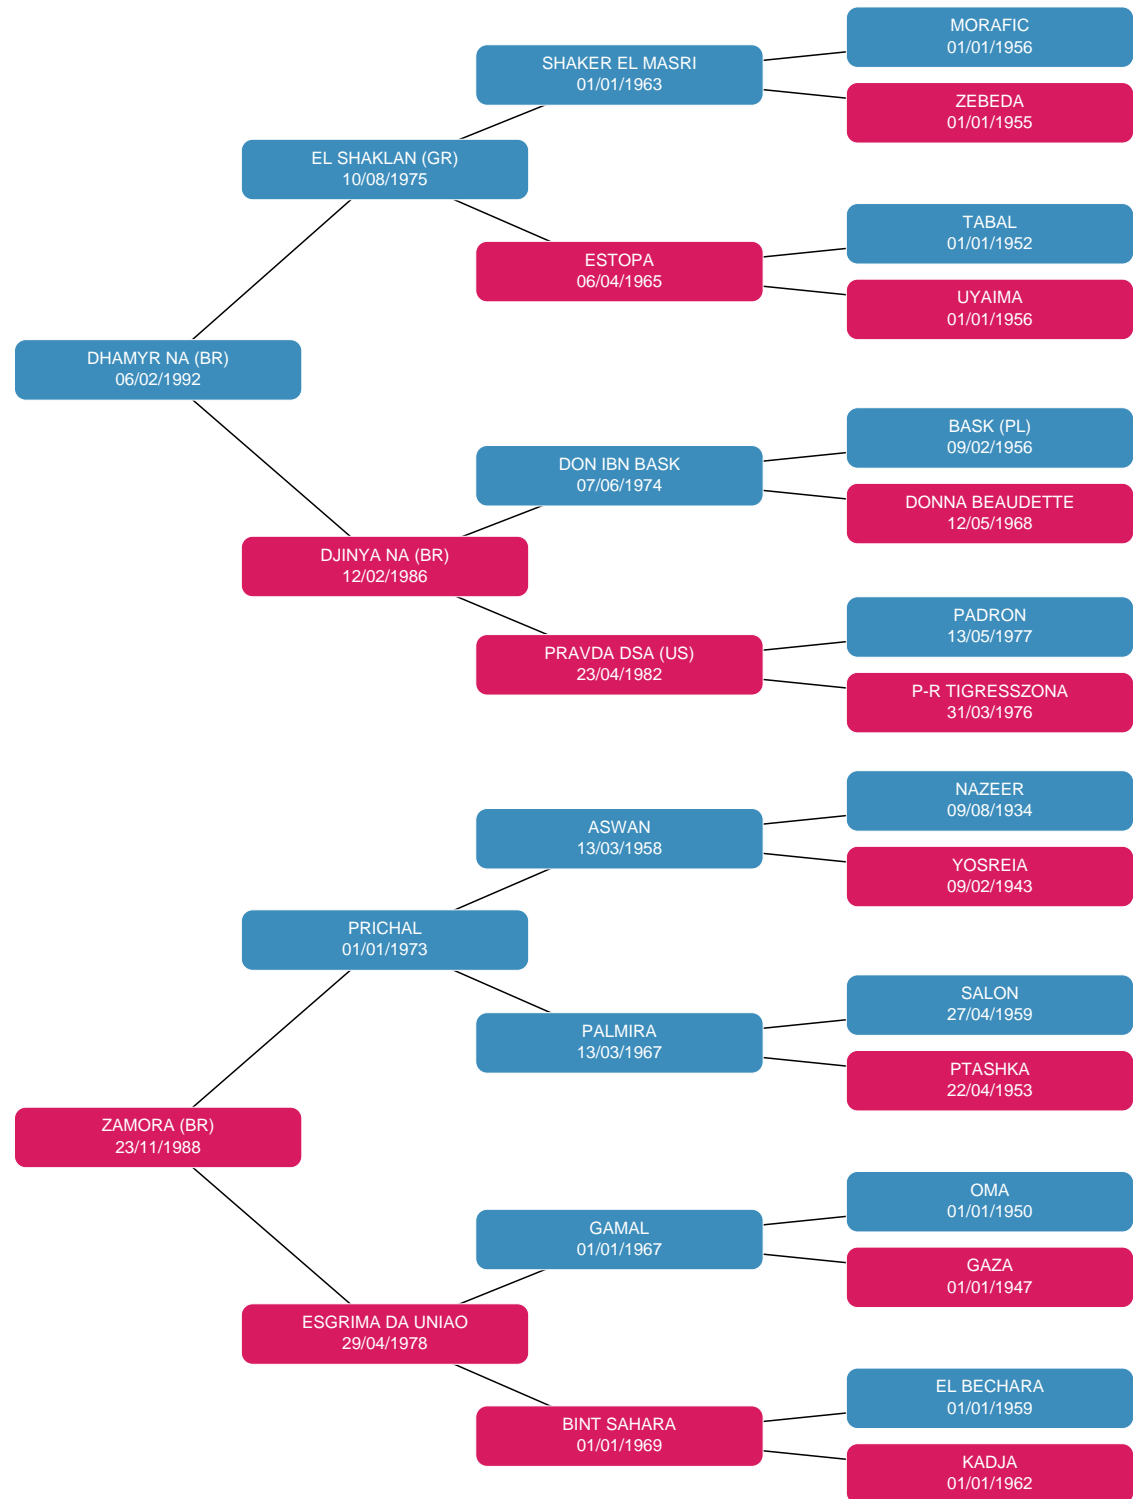 MORAFIC
01/01/1956
SHAKER EL MASRI
01/01/1963
ZEBEDA
01/01/1955
EL SHAKLAN (GR)
10/08/1975
TABAL
01/01/1952
ESTOPA
06/04/1965
UYAIMA
01/01/1956
DHAMYR NA (BR)
06/02/1992
BASK (PL)
09/02/1956
DON IBN BASK
07/06/1974
DONNA BEAUDETTE
12/05/1968
DJINYA NA (BR)
12/02/1986
PADRON
13/05/1977
PRAVDA DSA (US)
23/04/1982
P-R TIGRESSZONA
31/03/1976
NAZEER
09/08/1934
ASWAN
13/03/1958
YOSREIA
09/02/1943
PRICHAL
01/01/1973
SALON
27/04/1959
PALMIRA
13/03/1967
PTASHKA
22/04/1953
ZAMORA (BR)
23/11/1988
OMA
01/01/1950
GAMAL
01/01/1967
GAZA
01/01/1947
ESGRIMA DA UNIAO
29/04/1978
EL BECHARA
01/01/1959
BINT SAHARA
01/01/1969
KADJA
01/01/1962